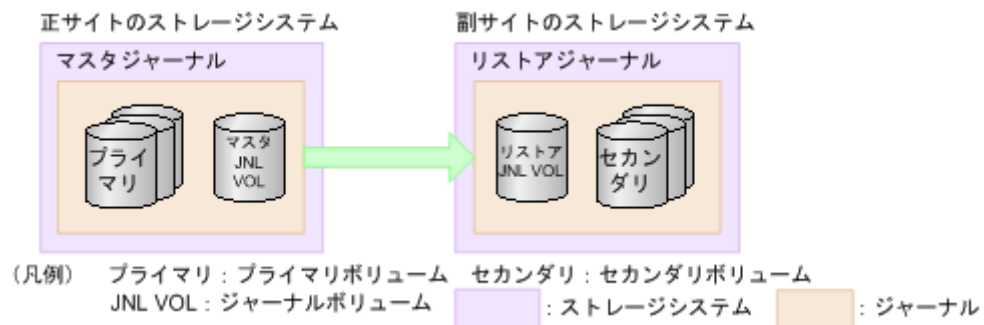 正サイトのストレージシステム
副サイトのストレージシステム
マスタジャーナル
リストアジャーナル
プライ
マリ
マスタ
JNL
VOL
リストア
JNL VOL
セカン
ダリ
(凡例) プライマリ:プライマリボリューム セカンダリ:セカンダリボリューム
JNL VOL:ジャーナルボリューム :ストレージシステム :ジャーナル